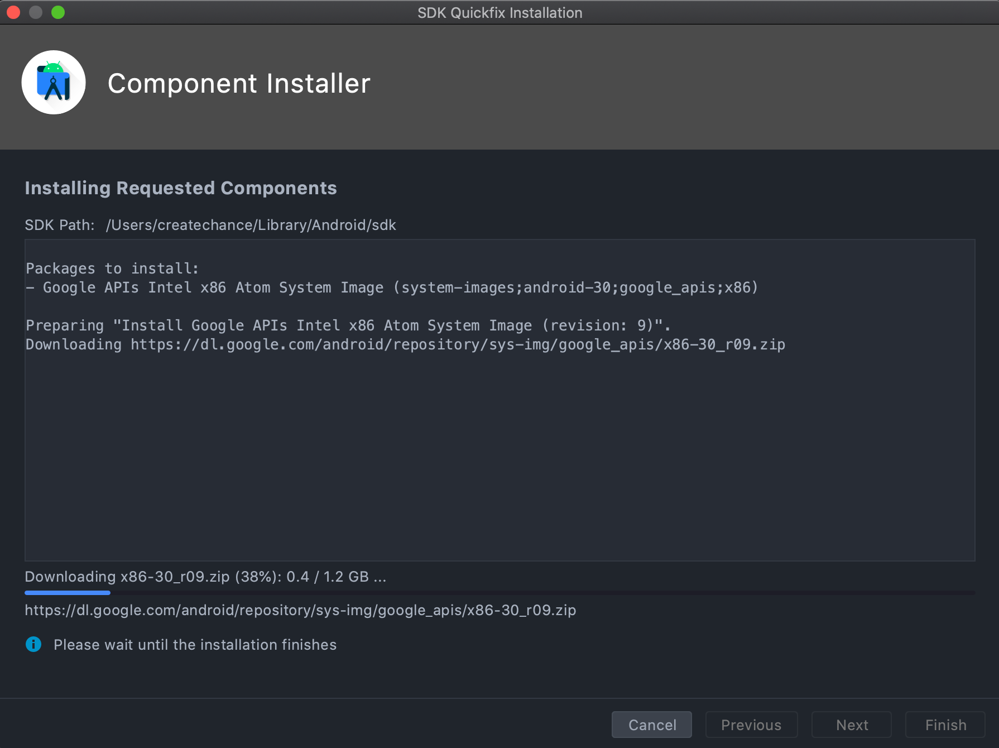 SDK Quickfix Installation
Component Installer
Installing Requested Components
SDK Path: /Users/createchance/Library/Android/sdk
Packages to install:
- Google APIs Intel x86 Atom System Image (system-images;android-30;google_apis;x86)
Preparing "Install Google APIs Intel x86 Atom System Image (revision: 9)".
Downloading https://dl.google.com/android/repository/sys-img/google_apis/x86-30_r09.zip
Downloading x86-30_r09.zip (38%): 0.4 / 1.2 GB ...
https://dl.google.com/android/repository/sys-img/google_apis/x86-30_r09.zip
Please wait until the installation finishes
Cancel Previous Next Finish